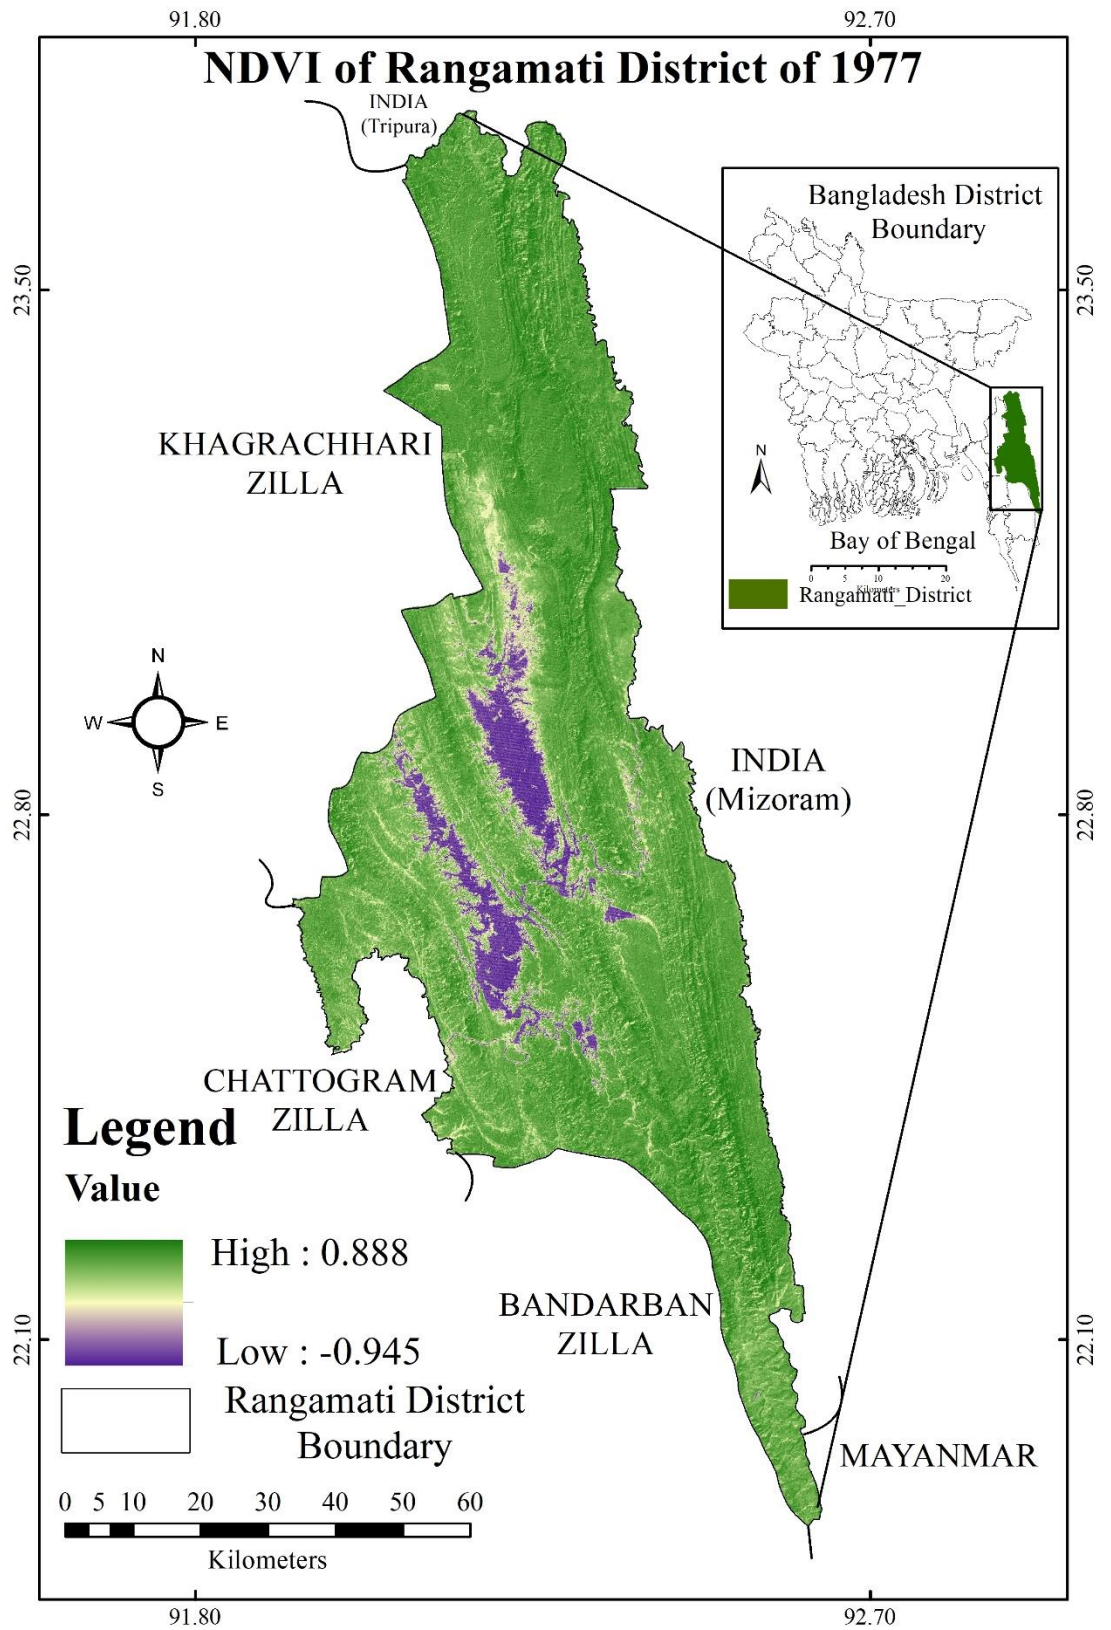 91.80
92.70
NDVI of Rangamati District of 1977
INDIA
(Tripura)
Bangladesh District
Boundary
23.50
23.50
KHAGRACHHARI
ZILLA
N
Bay of Bengal
0 5 10 20
Kilometers
Rangamati_District
N
W E
S
INDIA
(Mizoram)
22.80
22.80
CHATTOGRAM
ZILLA
Legend
Value
High : 0.888
Low : -0.945
BANDARBAN
ZILLA
22.10
22.10
Rangamati District
Boundary
MAYANMAR
0 5 10 20 30 40 50 60
Kilometers
91.80
92.70